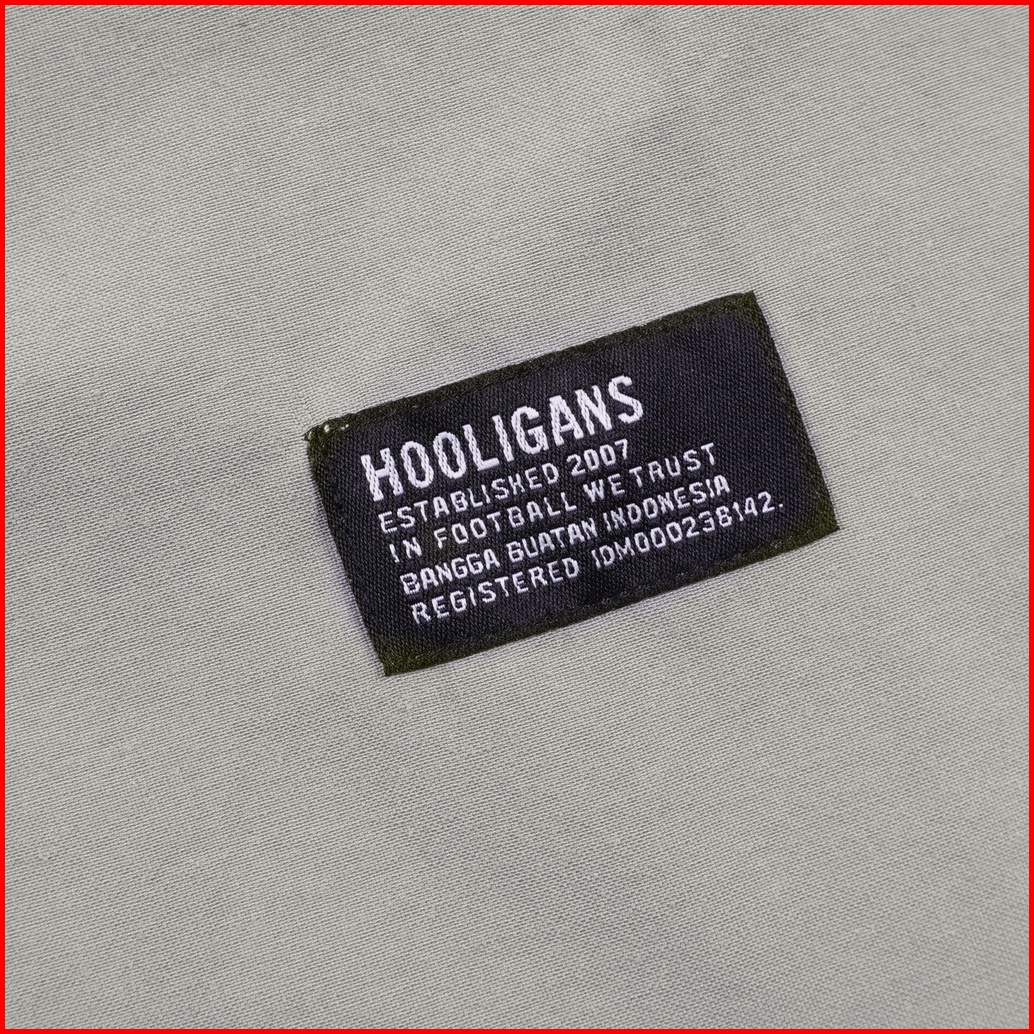 HOOLIGANS
ESTABLISHED 2007
IN FOOTBALL WE TRUST
BANGGA BUATAN INDONESIA
REGISTERED IDM000238142.